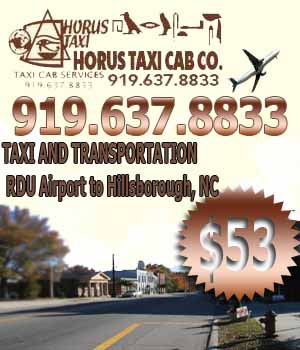 HORUS
TAXI
TAXI CAB SERVICES
919.637.8833
HORUS TAXI CAB CO.
919.637.8833
919.637.8833
TAXI AND TRANSPORTATION
RDU Airport to Hillsborough, NC
$53